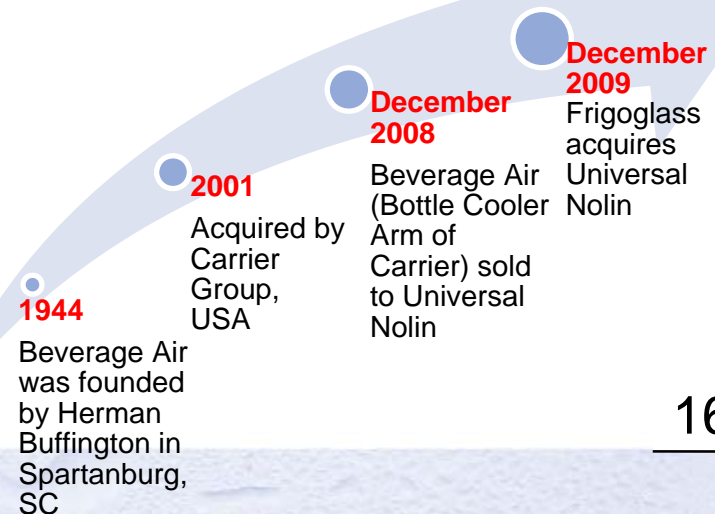 1944
Beverage Air
was founded
by Herman
Buffington in
Spartanburg,
SC
2001
Acquired by
Carrier
Group,
USA
December
2008
Beverage Air
(Bottle Cooler
Arm of
Carrier) sold
to Universal
Nolin
December
2009
Frigoglass
acquires
Universal
Nolin
16